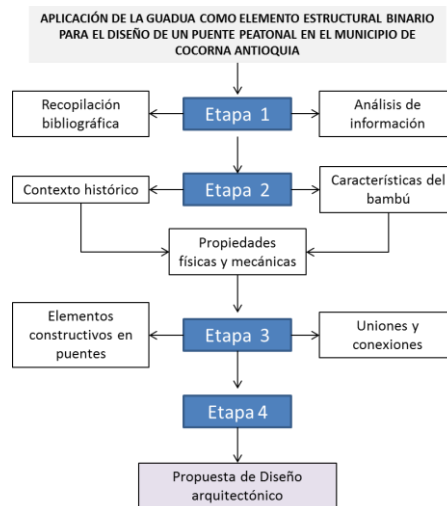 APLICACIÓN DE LA GUADUA COMO ELEMENTO ESTRUCTURAL BINARIO
PARA EL DISEÑO DE UN PUENTE PEATONAL EN EL MUNICIPIO DE
COCORNA ANTIOQUIA
Recopilación
bibliográfica
Etapa 1
Análisis de
información
Contexto histórico
Etapa 2
Características del
bambú
Propiedades
físicas y mecánicas
Elementos
constructivos en
puentes
Etapa 3
Uniones y
conexiones
Etapa 4
Propuesta de Diseño
arquitectónico